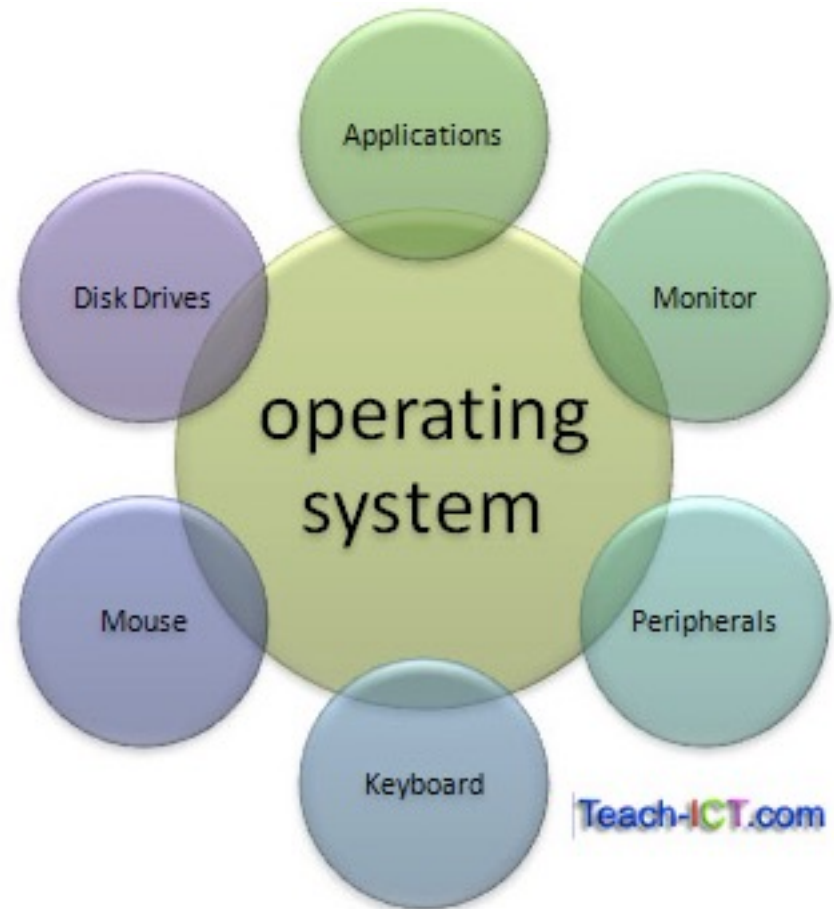 Applications
Disk Drives
Monitor
operating
system
Mouse
Peripherals
Keyboard
Teach-ICT.com